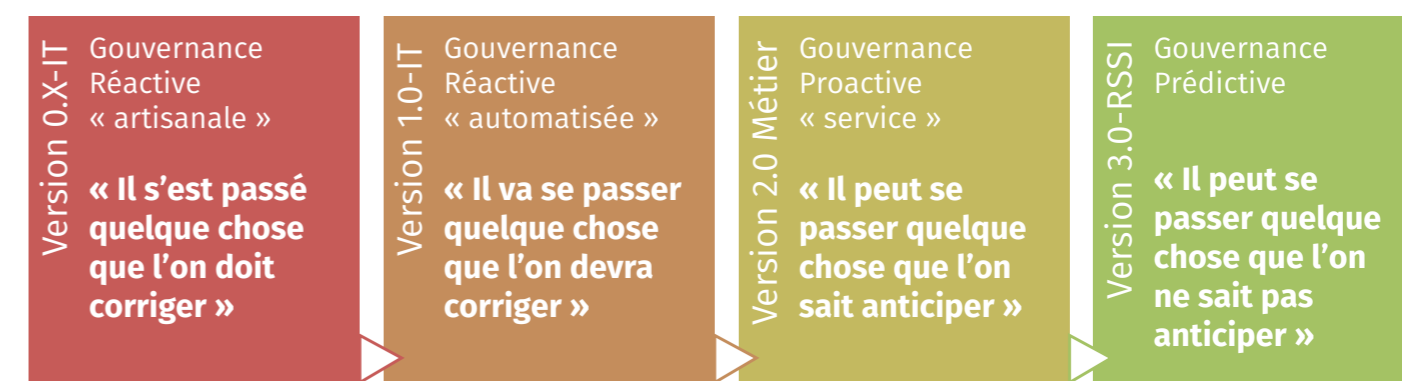 Version 0.X-IT
Gouvernance
Réactive
« artisanale »
« Il s’est passé
quelque chose
que l’on doit
corriger »
Version 1.0-IT
Gouvernance
Réactive
« automatisée »
« Il va se passer
quelque chose
que l’on devra
corriger »
Version 2.0 Métier
Gouvernance
Proactive
« service »
« Il peut se
passer quelque
chose que l’on
sait anticiper »
Version 3.0-RSSI
Gouvernance
Prédictive
« Il peut se
passer quelque
chose que l’on
ne sait pas
anticiper »